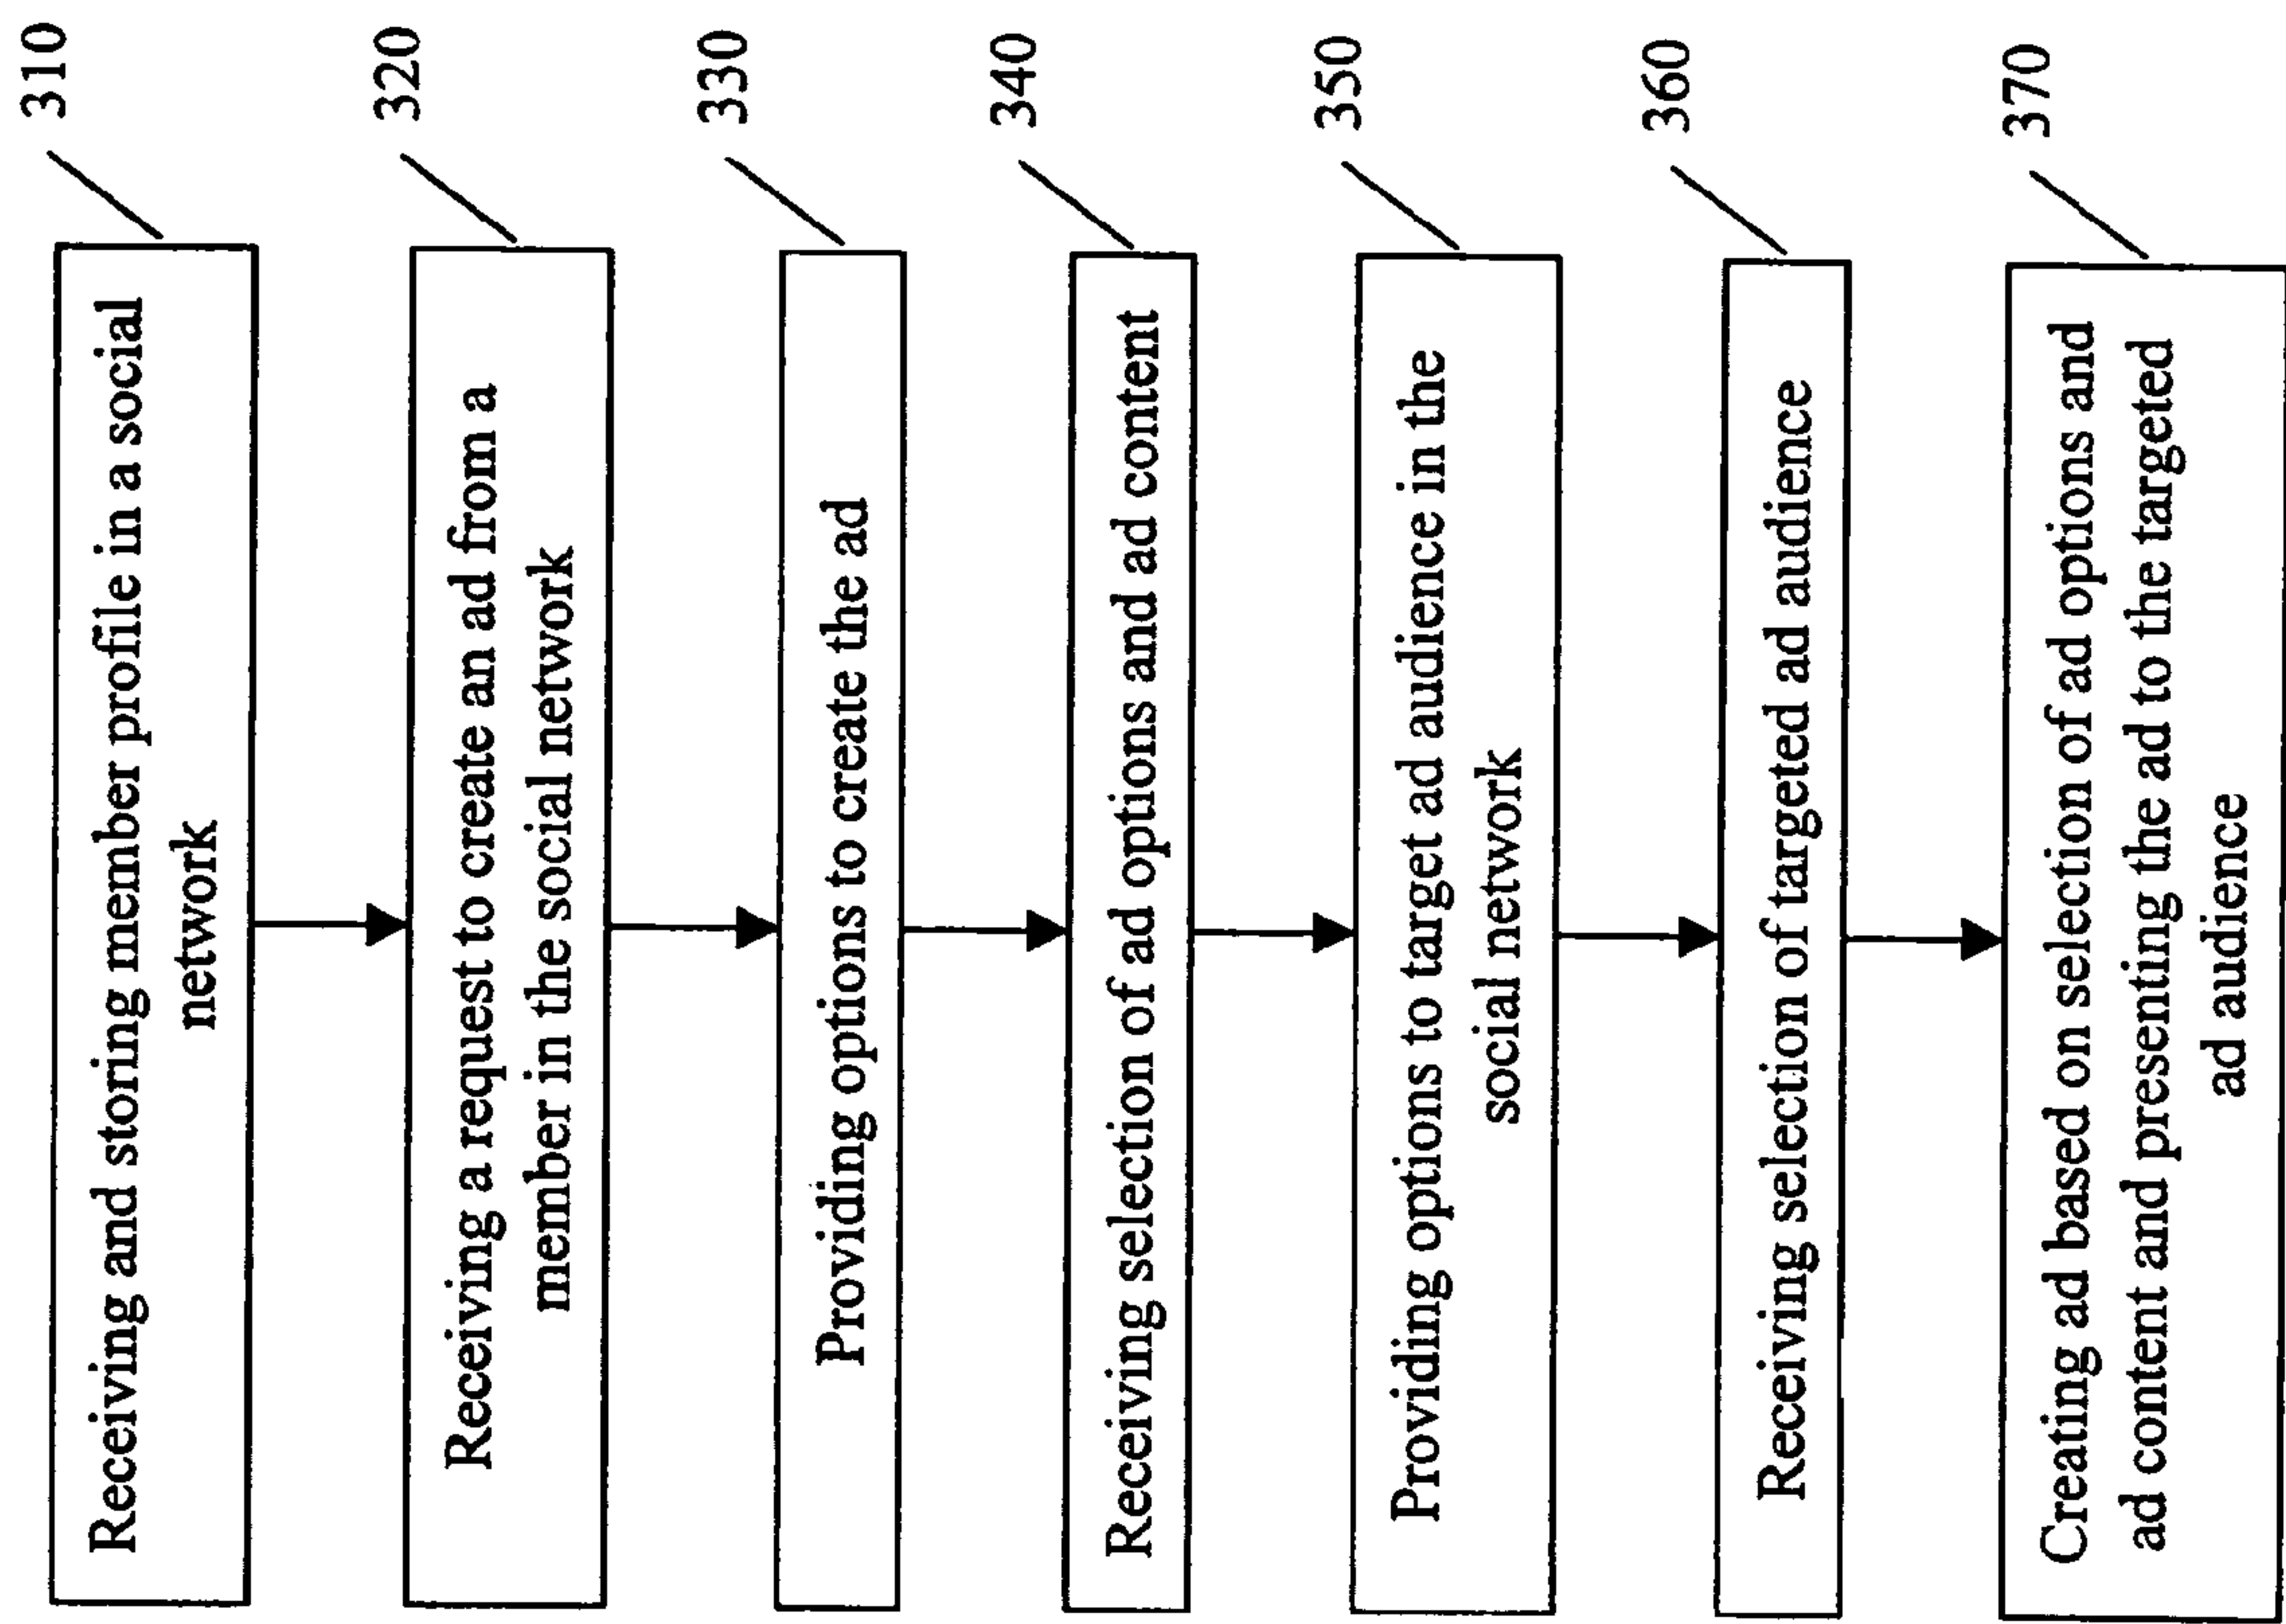 310
Receiving and storing member profile in a social
network
320
Receiving a request to create an ad from a
member in the social network
330
Providing options to create the ad
340
Receiving selection of ad options and ad content
350
Providing options to target ad audience in the
social network
360
Receiving selection of targeted ad audience
370
Creating ad based on selection of ad options and
ad content and presenting the ad to the targeted
ad audience